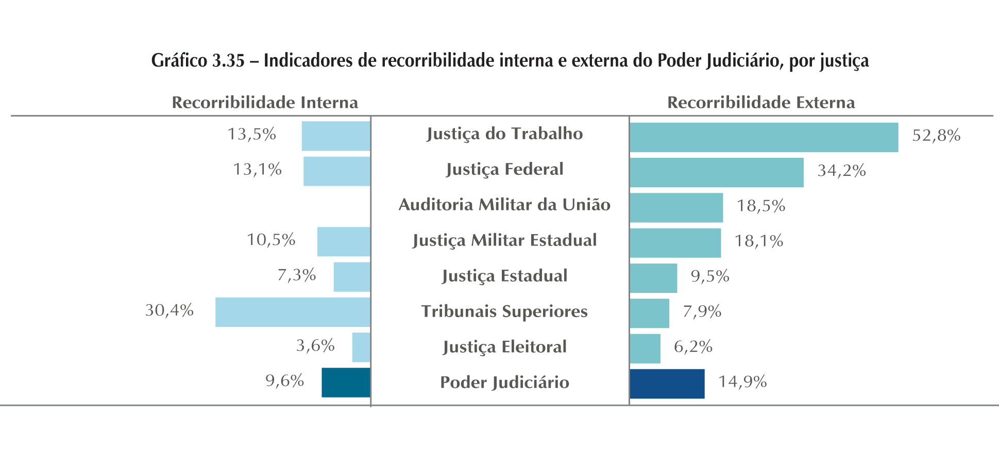 Gráfico 3.35 – Indicadores de recorribilidade interna e externa do Poder Judiciário, por justiça
Recorribilidade Interna Recorribilidade Externa
13,5% Justiça do Trabalho 52,8%
13,1% Justiça Federal 34,2%
Auditoria Militar da União 18,5%
10,5% Justiça Militar Estadual 18,1%
7,3% Justiça Estadual 9,5%
30,4% Tribunais Superiores 7,9%
3,6% Justiça Eleitoral 6,2%
9,6% Poder Judiciário 14,9%